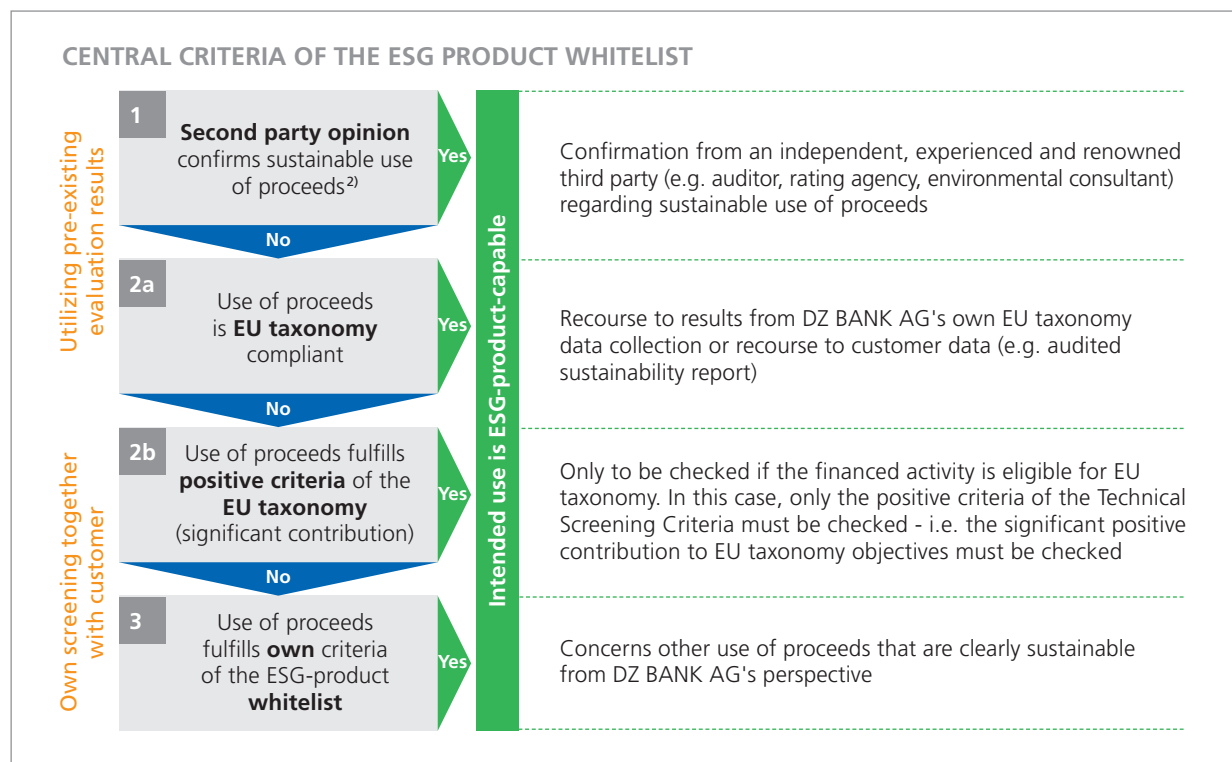 CENTRAL CRITERIA OF THE ESG PRODUCT WHITELIST
Utilizing pre-existing
evaluation results
1
Second party opinion
confirms sustainable use
of proceeds²⁾
Yes
Confirmation from an independent, experienced and renowned
third party (e.g. auditor, rating agency, environmental consultant)
regarding sustainable use of proceeds
No
2a
Use of proceeds
is EU taxonomy
compliant
Yes
Recourse to results from DZ BANK AG's own EU taxonomy
data collection or recourse to customer data (e.g. audited
sustainability report)
No
Intended use is ESG-product-capable
Own screening together
with customer
2b
Use of proceeds fulfills
positive criteria of the
EU taxonomy
(significant contribution)
Yes
Only to be checked if the financed activity is eligible for EU
taxonomy. In this case, only the positive criteria of the Technical
Screening Criteria must be checked - i.e. the significant positive
contribution to EU taxonomy objectives must be checked
No
3
Use of proceeds
fulfills own criteria
of the ESG-product
whitelist
Yes
Concerns other use of proceeds that are clearly sustainable
from DZ BANK AG's perspective